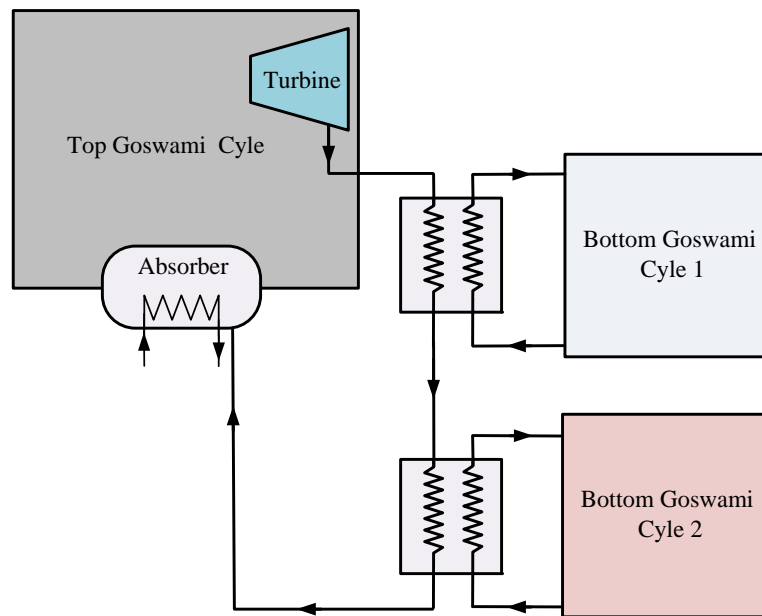 Turbine
Top Goswami Cyle
Absorber
Bottom Goswami
Cyle 1
Bottom Goswami
Cyle 2